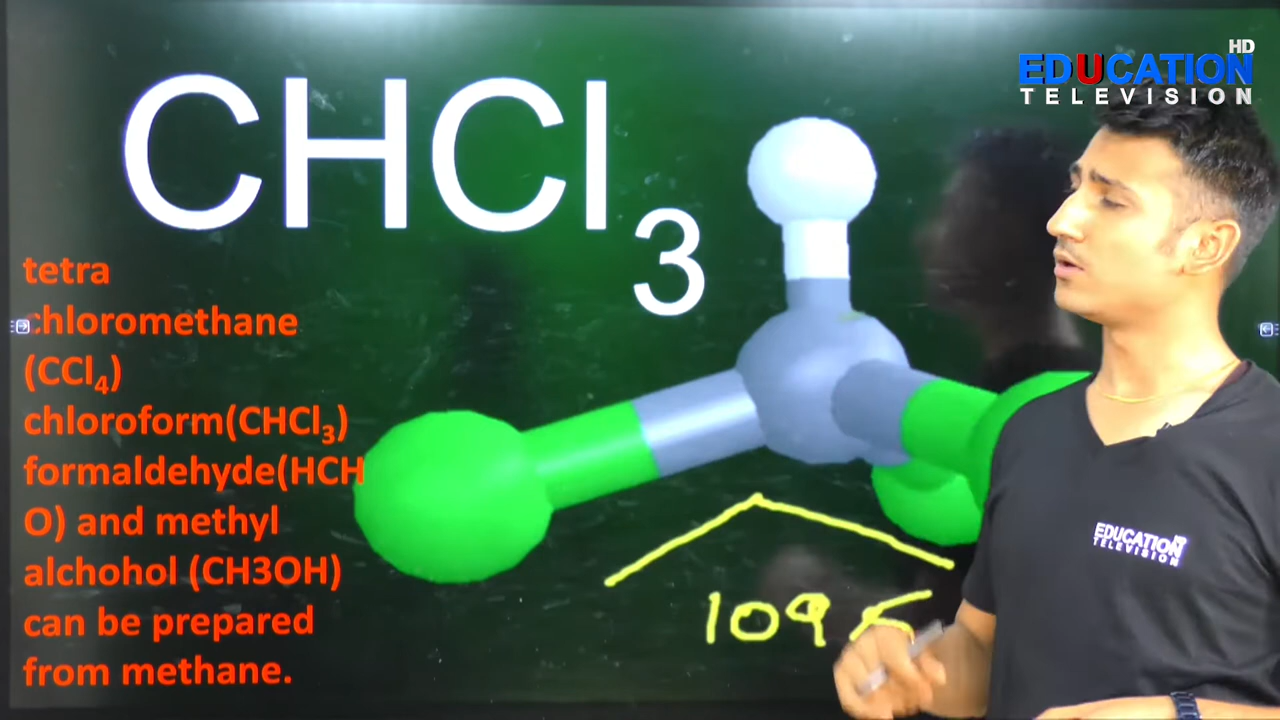 CHCl3
HD
EDUCATION
TELEVISION
tetra
chloromethane
(CCl4)
chloroform(CHCl3)
formaldehyde(HCH
O) and methyl
alchohol (CH3OH)
can be prepared
from methane.
109
EDUCATION
TELEVISION